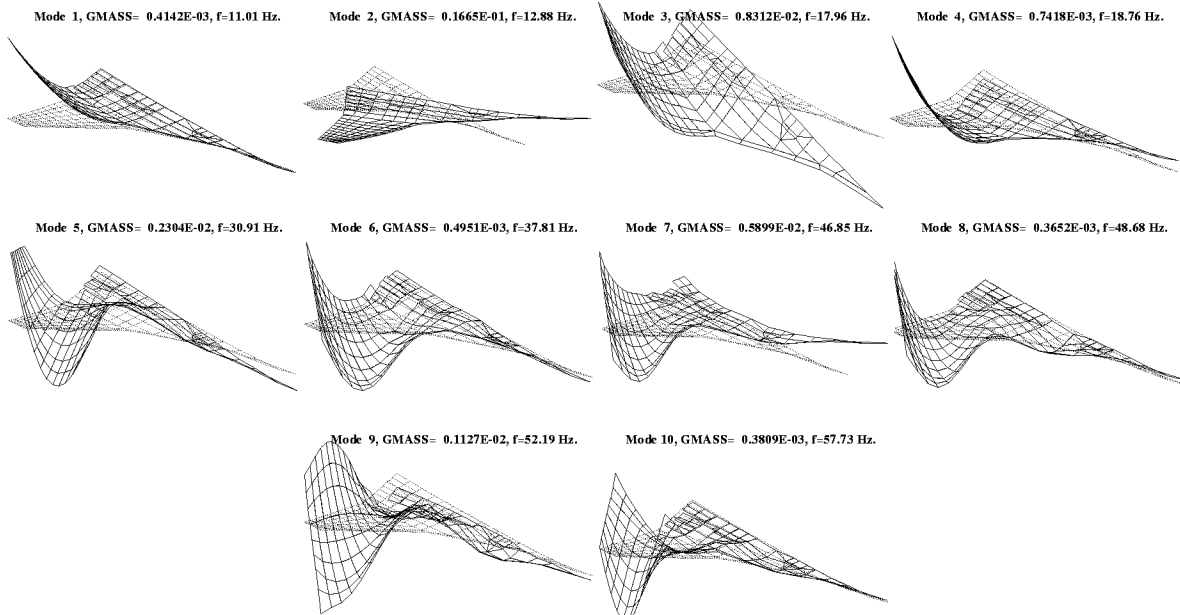 Mode 1, GMASS= 0.4142E-03, f=11.01 Hz.
Mode 2, GMASS= 0.1665E-01, f=12.88 Hz.
Mode 3, GMASS= 0.8312E-02, f=17.96 Hz.
Mode 4, GMASS= 0.7418E-03, f=18.76 Hz.
Mode 5, GMASS= 0.2304E-02, f=30.91 Hz.
Mode 6, GMASS= 0.4951E-03, f=37.81 Hz.
Mode 7, GMASS= 0.5899E-02, f=46.85 Hz.
Mode 8, GMASS= 0.3652E-03, f=48.68 Hz.
Mode 9, GMASS= 0.1127E-02, f=52.19 Hz.
Mode 10, GMASS= 0.3809E-03, f=57.73 Hz.